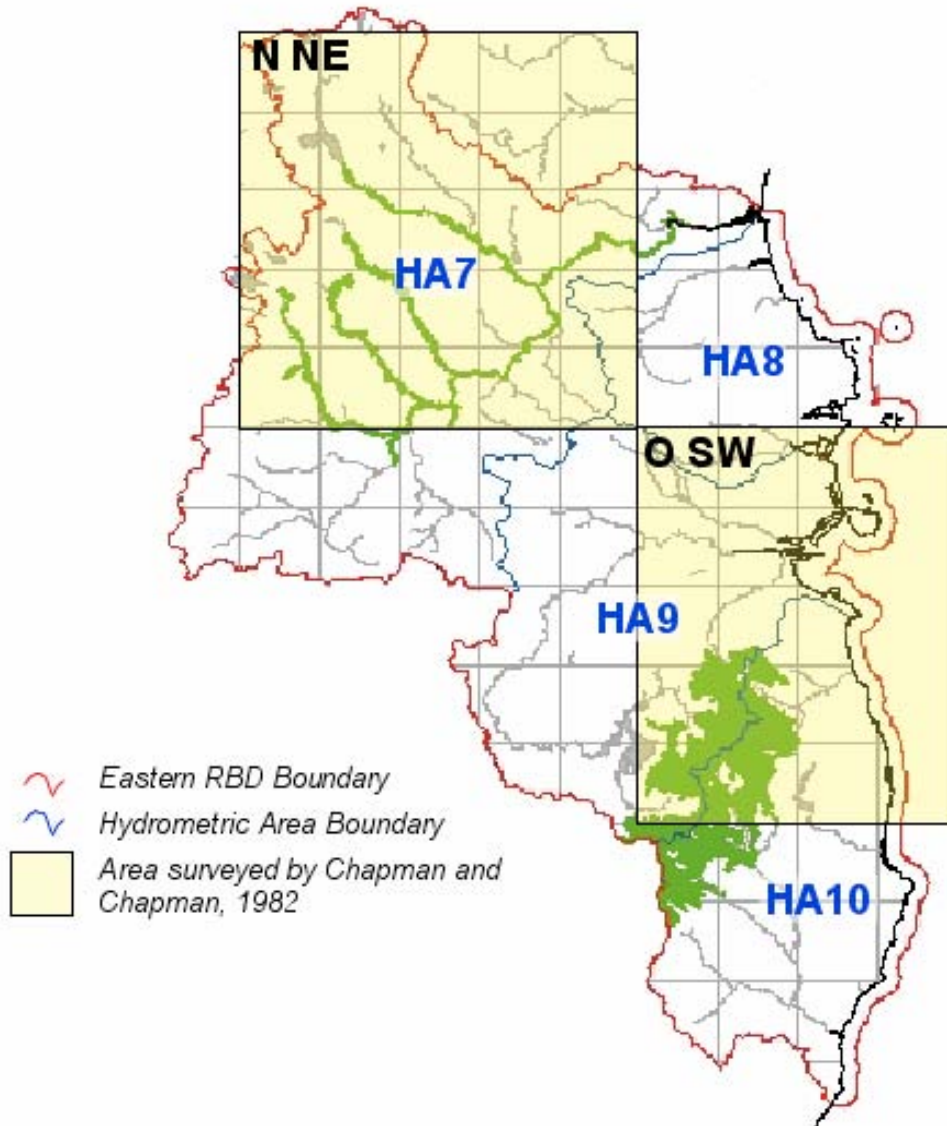 N NE
HA7
HA8
O SW
HA9
HA10
Eastern RBD Boundary
Hydrometric Area Boundary
Area surveyed by Chapman and
Chapman, 1982